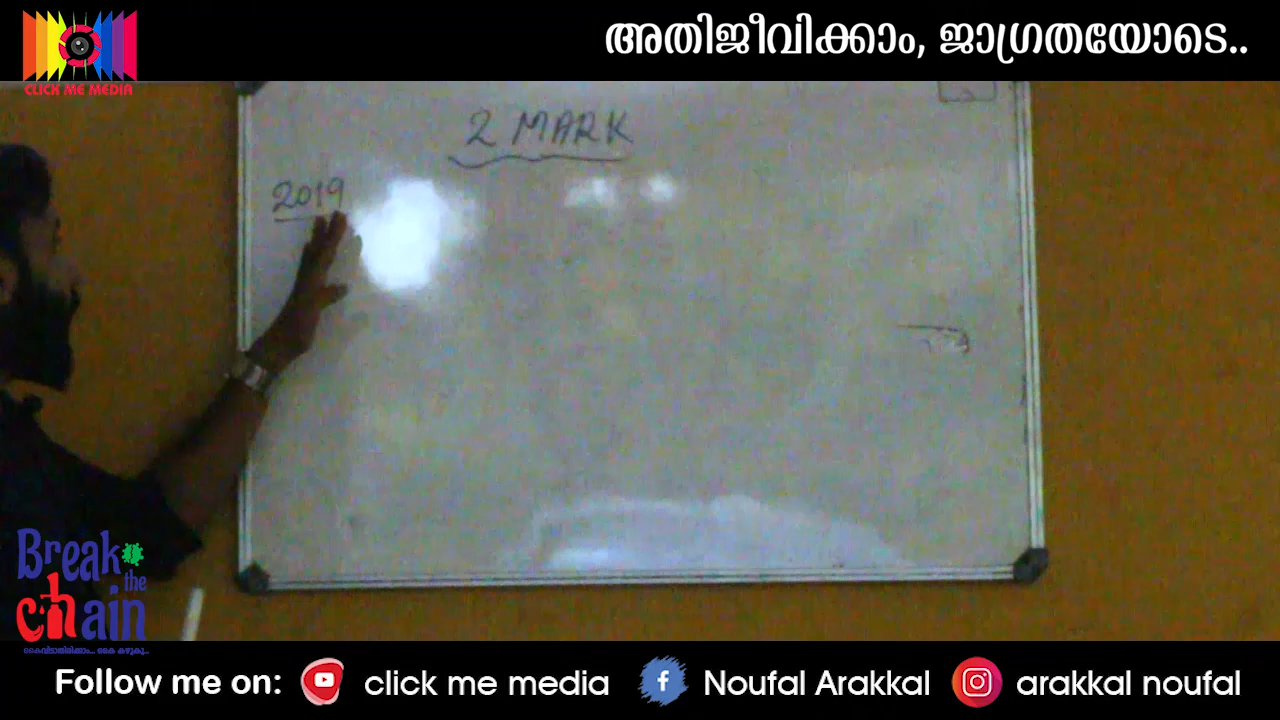 അതിജീവിക്കാം, ജാഗ്രതയോടെ..
CLICK ME MEDIA
2 MARK
2019
Break
the
chain
കൈവിടാതിരിക്കാം... കൈ കഴുകൂ...
Follow me on: click me media Noufal Arakkal arakkal noufal